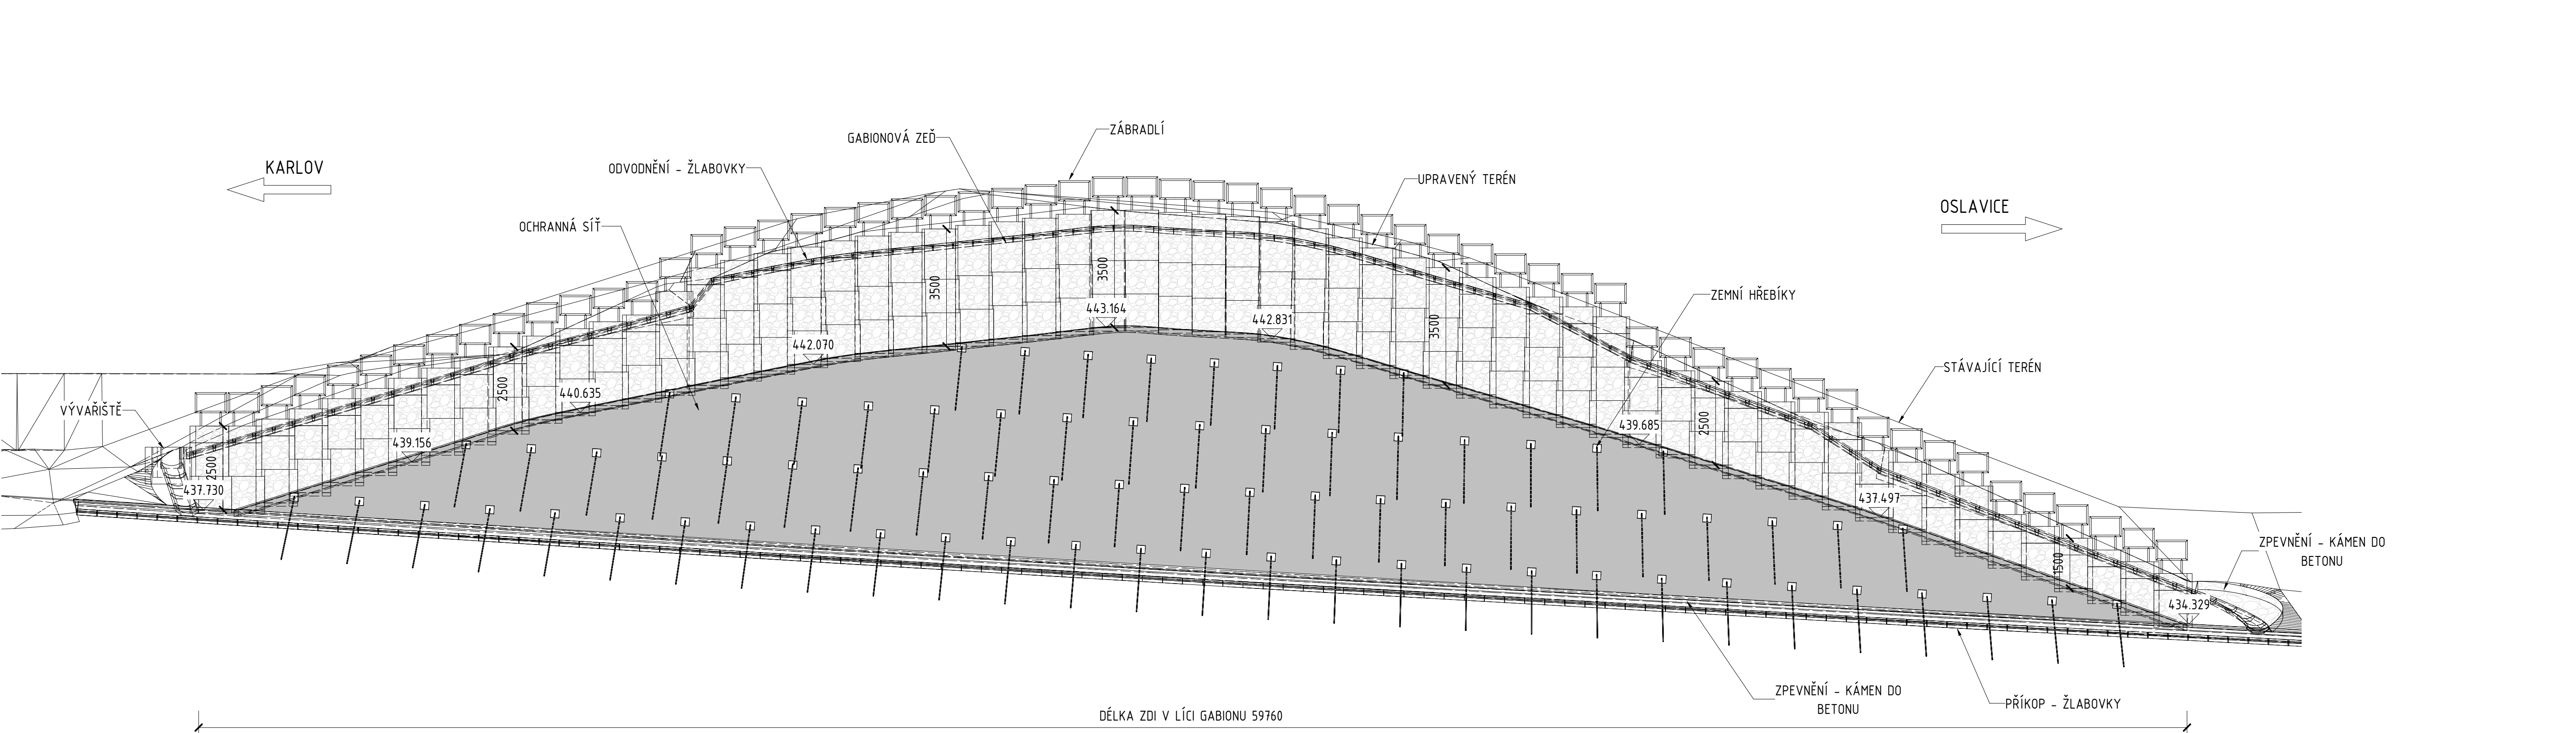 ZÁBRADLÍ
GABIONOVÁ ZEĎ
KARLOV
ODVODNĚNÍ - ŽLABOVKY
UPRAVENÝ TERÉN
OSLAVICE
OCHRANNÁ SÍŤ
3500
3500
ZEMNÍ HŘEBÍKY
443.164
442.831
3500
442.070
STÁVAJÍCÍ TERÉN
2500
440.635
VÝVAŘIŠTĚ
439.685
2500
439.156
2500
437.730
437.497
ZPEVNĚNÍ - KÁMEN DO
BETONU
1500
434.329
ZPEVNĚNÍ - KÁMEN DO
BETONU
PŘÍKOP - ŽLABOVKY
DÉLKA ZDI V LÍCI GABIONU 59760